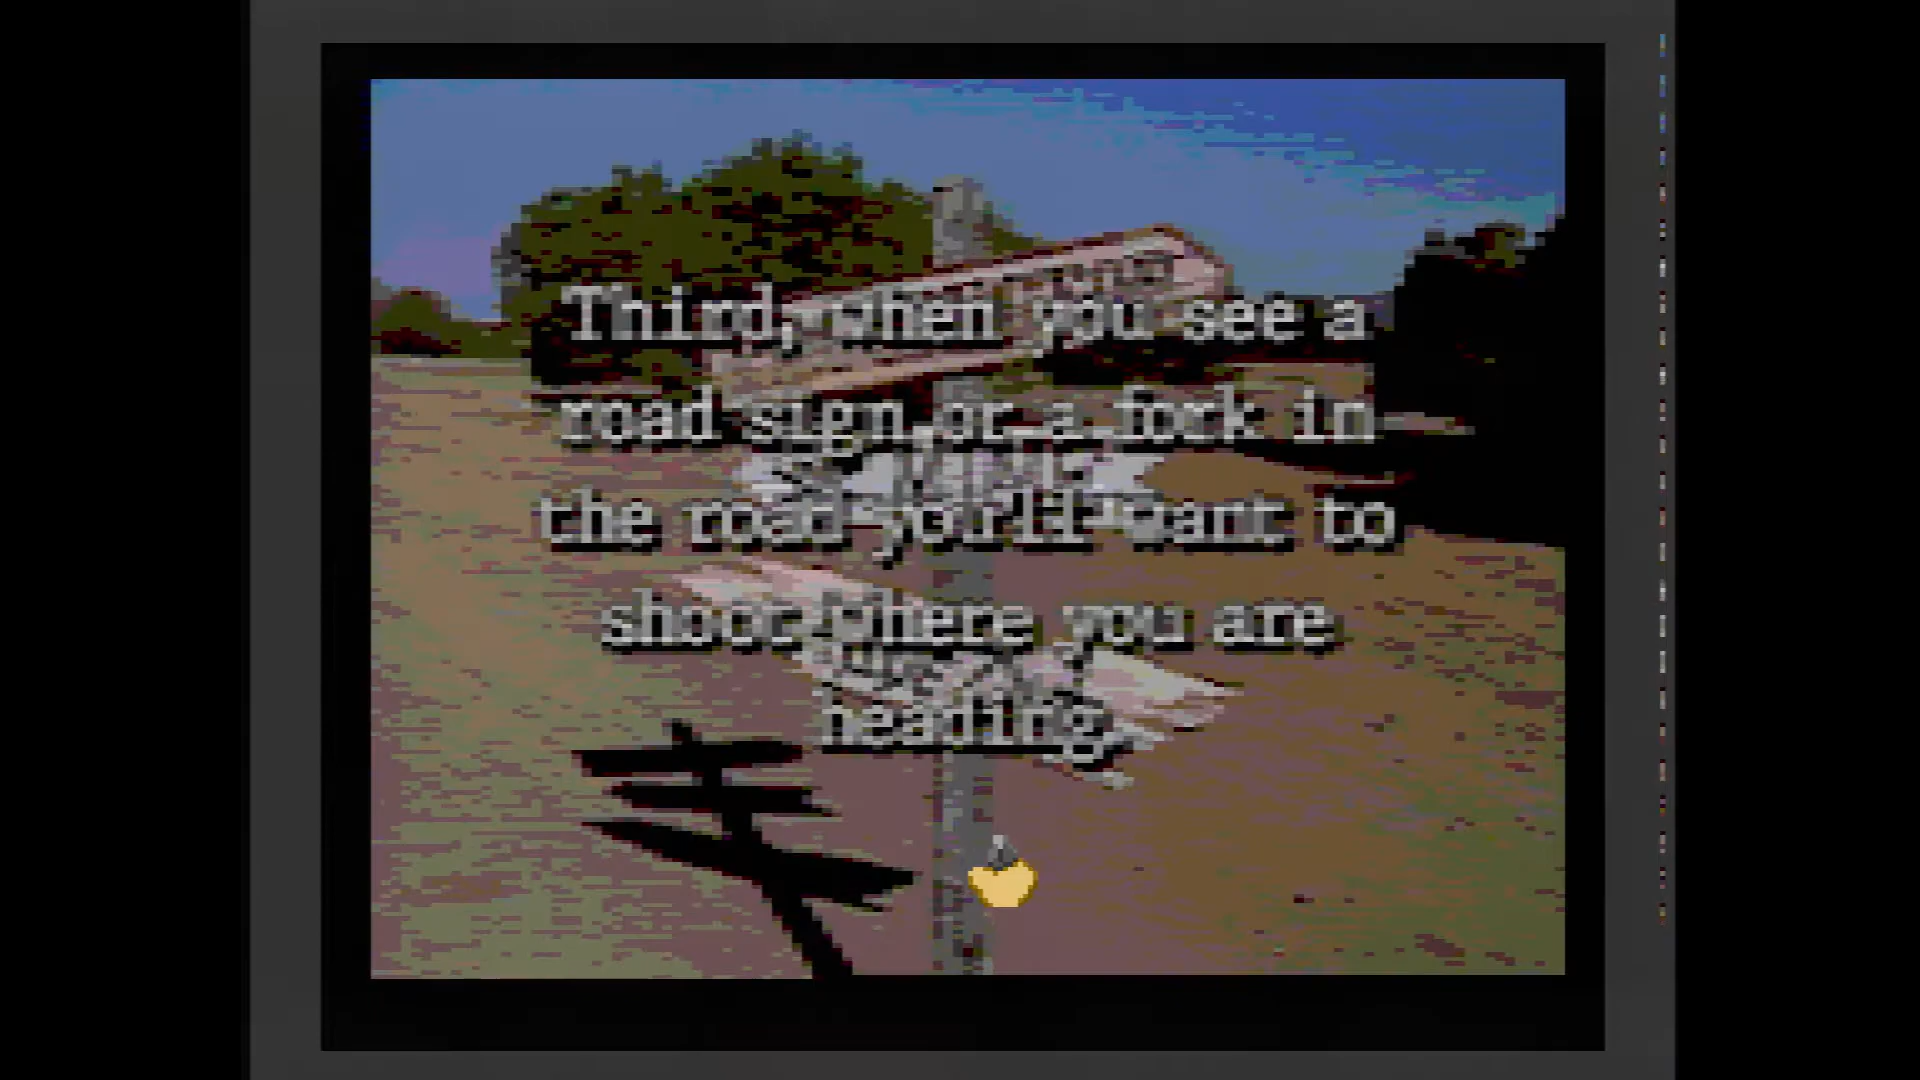 Third, when you see a
road sign or a fork in
the road you'll want to
shoot where you are
heading.